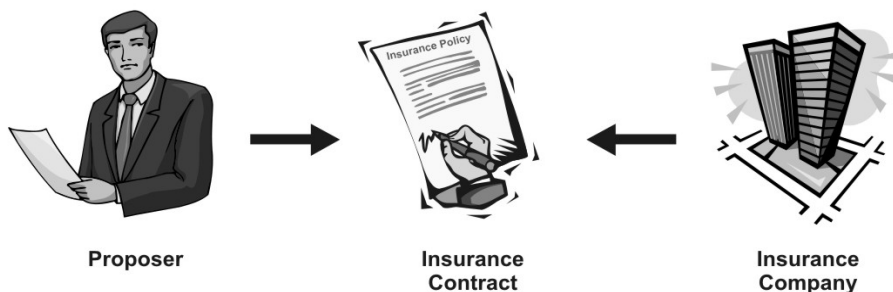 Insurance Policy
Proposer
Insurance
Contract
Insurance
Company